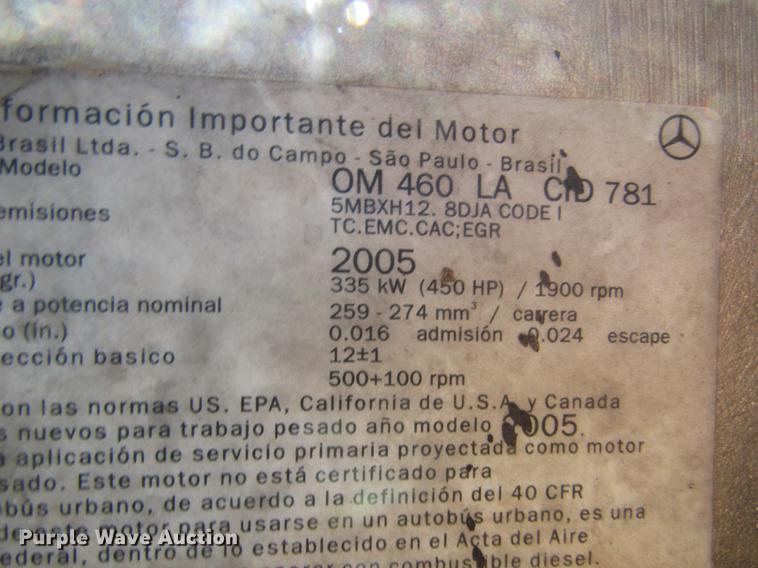 formación Importante del Motor
Brasil Ltda. - S. B. do Campo - São Paulo - Brasil
Modelo OM 460 LA CID 781
emisiones 5MBXH12. 8DJA CODE I
TC.EMC.CAC;EGR
el motor 2005
gr.) 335 kW (450 HP) / 1900 rpm
e a potencia nominal 259 - 274 mm³ / carrera
o (in.) 0.016 admisión 0.024 escape
ección basico 12±1
500+100 rpm
on las normas US. EPA, California de U.S.A. y Canada
s nuevos para trabajo pesado año modelo 2005.
a aplicación de servicio primaria proyectada como motor
sado. Este motor no está certificado para
obús urbano, de acuerdo a la definición del 40 CFR
de este motor para usarse en un autobús urbano, es una
ederal, dentro de lo establecido en el Acta del Aire
operar con combustible diesel.
Purple Wave Auction